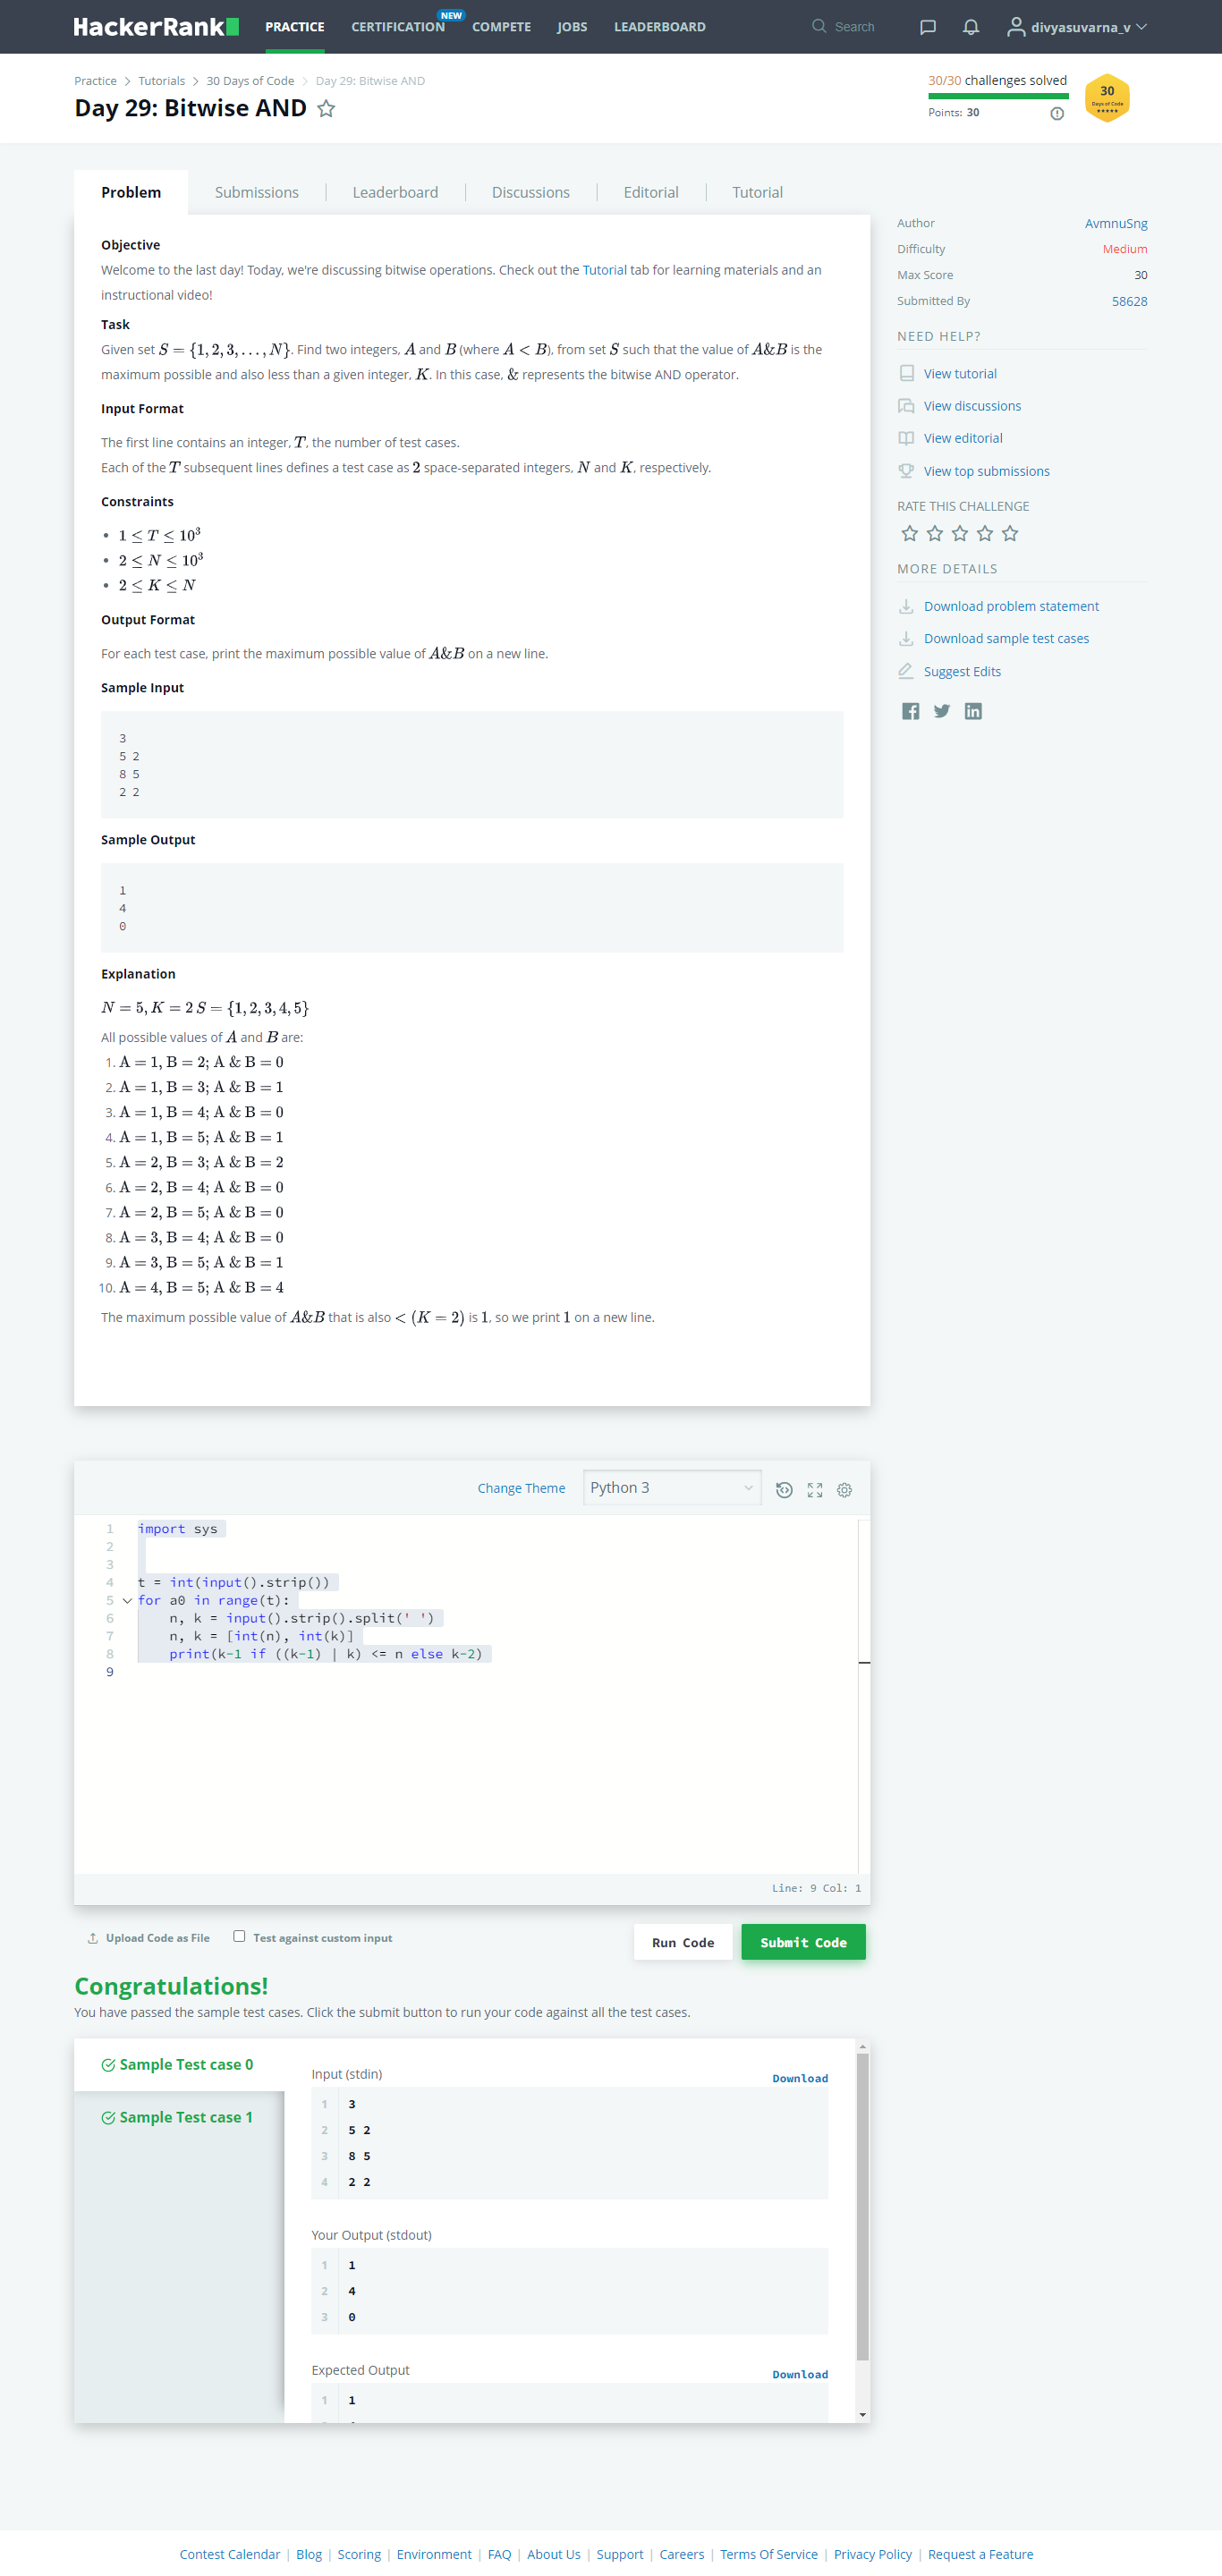 HackerRank
PRACTICE
CERTIFICATION
NEW
COMPETE
JOBS
LEADERBOARD
Search
divyasuvarna_v
Practice > Tutorials > 30 Days of Code > Day 29: Bitwise AND
Day 29: Bitwise AND
30/30 challenges solved
Points: 30
30
Days of Code
Problem
Submissions
Leaderboard
Discussions
Editorial
Tutorial
Objective
Welcome to the last day! Today, we're discussing bitwise operations. Check out the Tutorial tab for learning materials and an
instructional video!
Task
Given set S = {1, 2, 3, . . . , N}. Find two integers, A and B (where A < B), from set S such that the value of A&B is the
maximum possible and also less than a given integer, K. In this case, & represents the bitwise AND operator.
Input Format
The first line contains an integer, T, the number of test cases.
Each of the T subsequent lines defines a test case as 2 space-separated integers, N and K, respectively.
Constraints
• 1 ≤ T ≤ 10³
• 2 ≤ N ≤ 10³
• 2 ≤ K ≤ N
Output Format
For each test case, print the maximum possible value of A&B on a new line.
Sample Input
3
5 2
8 5
2 2
Sample Output
1
4
0
Explanation
N = 5, K = 2 S = {1, 2, 3, 4, 5}
All possible values of A and B are:
1. A = 1, B = 2; A & B = 0
2. A = 1, B = 3; A & B = 1
3. A = 1, B = 4; A & B = 0
4. A = 1, B = 5; A & B = 1
5. A = 2, B = 3; A & B = 2
6. A = 2, B = 4; A & B = 0
7. A = 2, B = 5; A & B = 0
8. A = 3, B = 4; A & B = 0
9. A = 3, B = 5; A & B = 1
10. A = 4, B = 5; A & B = 4
The maximum possible value of A&B that is also < (K = 2) is 1, so we print 1 on a new line.
Author AvmnuSng
Difficulty Medium
Max Score 30
Submitted By 58628
NEED HELP?
View tutorial
View discussions
View editorial
View top submissions
RATE THIS CHALLENGE
MORE DETAILS
Download problem statement
Download sample test cases
Suggest Edits
Change Theme
Python 3
1 import sys
2
3
4 t = int(input().strip())
5 for a0 in range(t):
6 n, k = input().strip().split(' ')
7 n, k = [int(n), int(k)]
8 print(k-1 if ((k-1) | k) <= n else k-2)
9
Line: 9 Col: 1
Upload Code as File
Test against custom input
Run Code
Submit Code
Congratulations!
You have passed the sample test cases. Click the submit button to run your code against all the test cases.
Sample Test case 0
Sample Test case 1
Input (stdin)
Download
1 3
2 5 2
3 8 5
4 2 2
Your Output (stdout)
1 1
2 4
3 0
Expected Output
Download
1 1
Contest Calendar | Blog | Scoring | Environment | FAQ | About Us | Support | Careers | Terms Of Service | Privacy Policy | Request a Feature